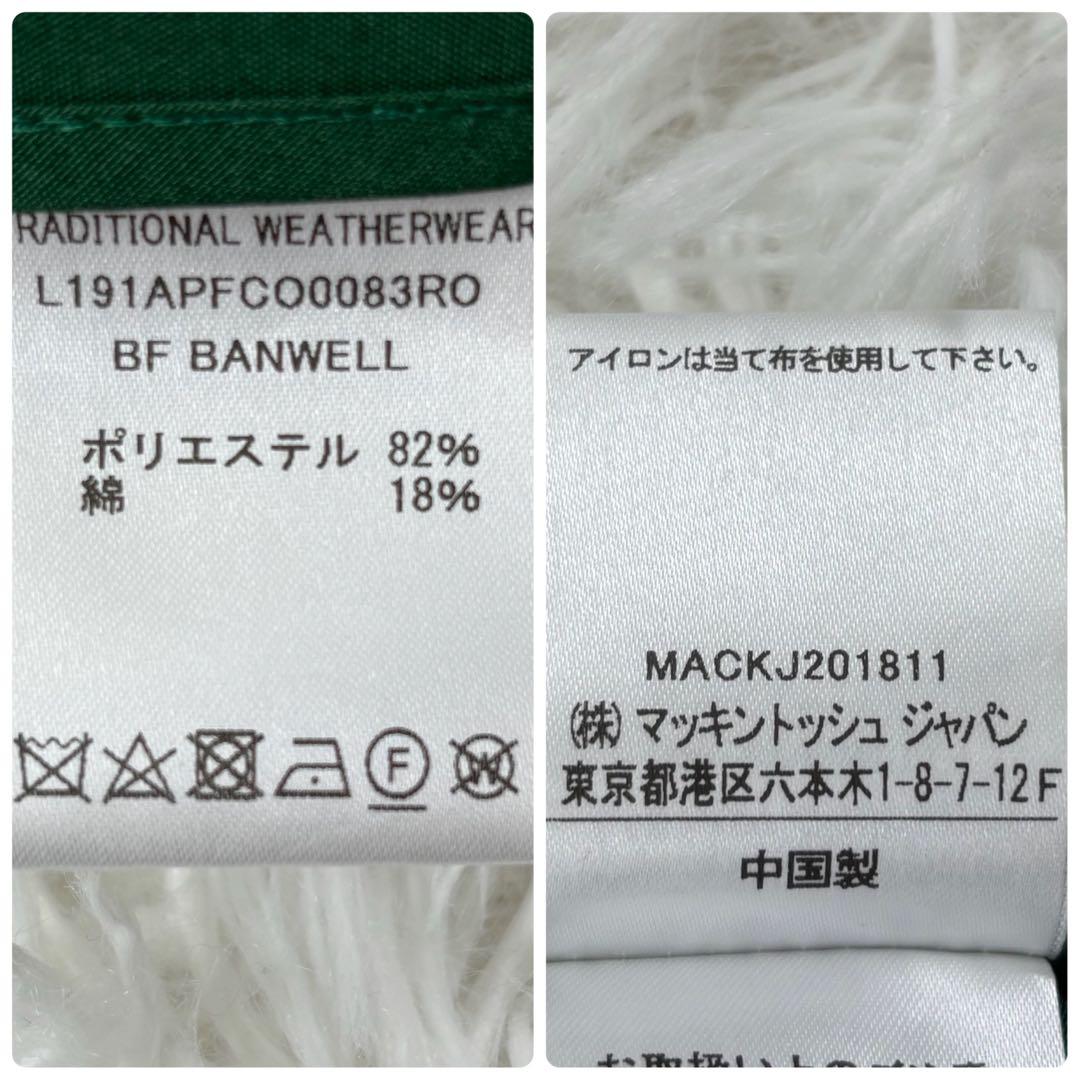 RADITIONAL WEATHERWEAR
L191APFCO0083RO
BF BANWELL
ポリエステル 82%
綿 18%
F
W
アイロンは当て布を使用して下さい。
MACKJ201811
(株) マッキントッシュ ジャパン
東京都港区六本木1-8-7-12F
中国製